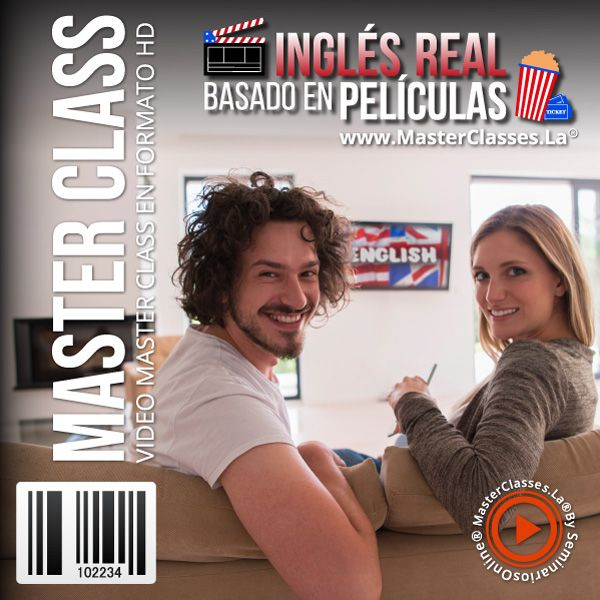 MASTER CLASS
VIDEO MASTER CLASS EN FORMATO HD
INGLÉS REAL
BASADO EN PELÍCULAS
TICKET
www.MasterClasses.La®
ENGLISH
102234
MasterClasses.La®By SeminariosOnline®